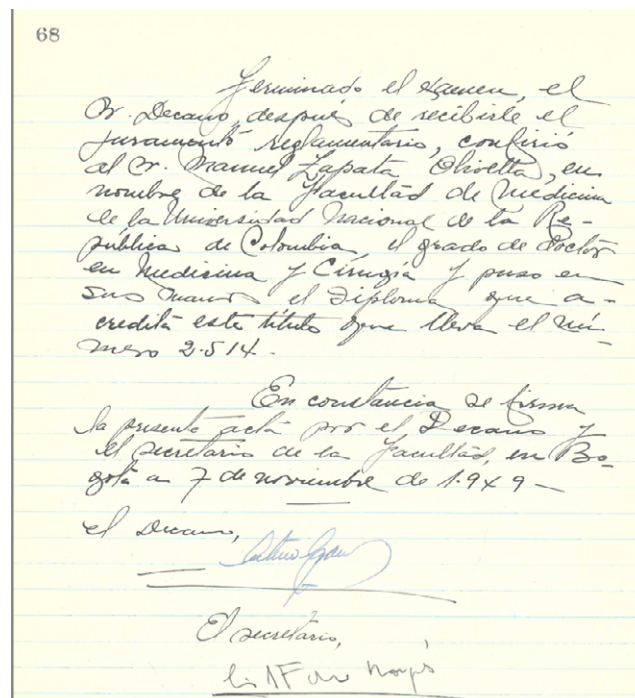 68
Terminado el examen, el
Sr. Decano, después de recibirle el
juramento reglamentario, confirió
al Sr. Manuel Zapata Olivella, en
nombre de la Facultad de Medicina
de la Universidad Nacional de la Re-
pública de Colombia, el grado de doctor
en Medicina y Cirugía y puso en
sus manos el Diploma que a-
credita este título que lleva el nú-
mero 2.514.
En constancia se firma
la presente acta por el Decano y
el secretario de la Facultad, en Bo-
gotá a 7 de noviembre de 1.949 —
el Decano,
El secretario,